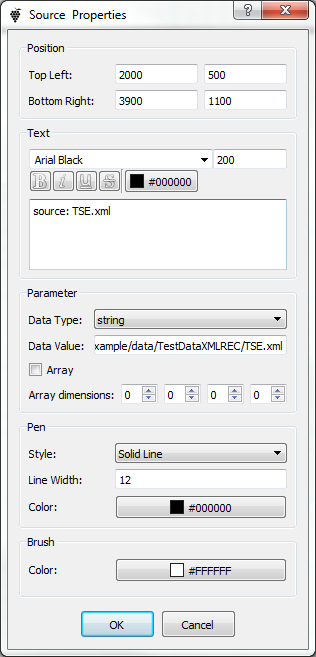 Source Properties
?
Position
Top Left: 2000 500
Bottom Right: 3900 1100
Text
Arial Black 200
B i U S #000000
source: TSE.xml
Parameter
Data Type: string
Data Value: xample/data/TestDataXMLREC/TSE.xml
Array
Array dimensions: 0 0 0 0
Pen
Style: Solid Line
Line Width: 12
Color: #000000
Brush
Color: #FFFFFF
OK Cancel